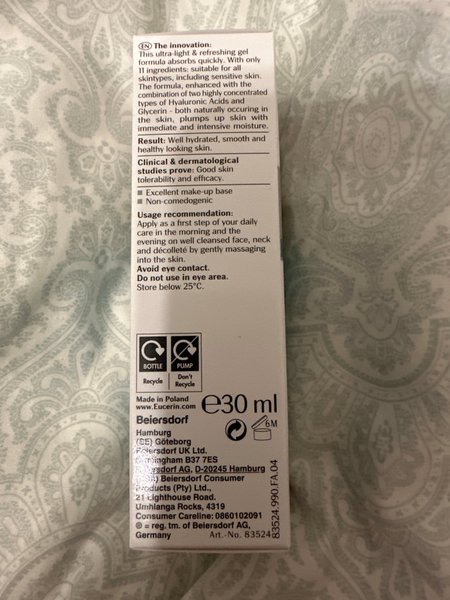 EN The innovation:
This ultra-light & refreshing gel
formula absorbs quickly. With only
11 ingredients: suitable for all
skintypes, including sensitive skin.
The formula, enhanced with the
combination of two highly concentrated
types of Hyaluronic Acids and
Glycerin - both naturally occuring in
the skin, plumps up skin with
immediate and intensive moisture.
Result: Well hydrated, smooth and
healthy looking skin.
Clinical & dermatological
studies prove: Good skin
tolerability and efficacy.
■ Excellent make-up base
■ Non-comedogenic
Usage recommendation:
Apply as a first step of your daily
care in the morning and the
evening on well cleansed face, neck
and décolleté by gently massaging
into the skin.
Avoid eye contact.
Do not use in eye area.
Store below 25°C.
BOTTLE
Recycle
PUMP
Don't
Recycle
Made in Poland
www.Eucerin.com
℮30 ml
6M
Beiersdorf
Hamburg
(SE) Göteborg
Beiersdorf UK Ltd.
Birmingham B37 7ES
Beiersdorf AG, D-20245 Hamburg
Beiersdorf Consumer
Products (Pty) Ltd.,
21 Lighthouse Road,
Umhlanga Rocks, 4319
Consumer Careline: 0860102091
® = reg. tm. of Beiersdorf AG,
Germany
Art.-No. 83524
83524.990.FA.04